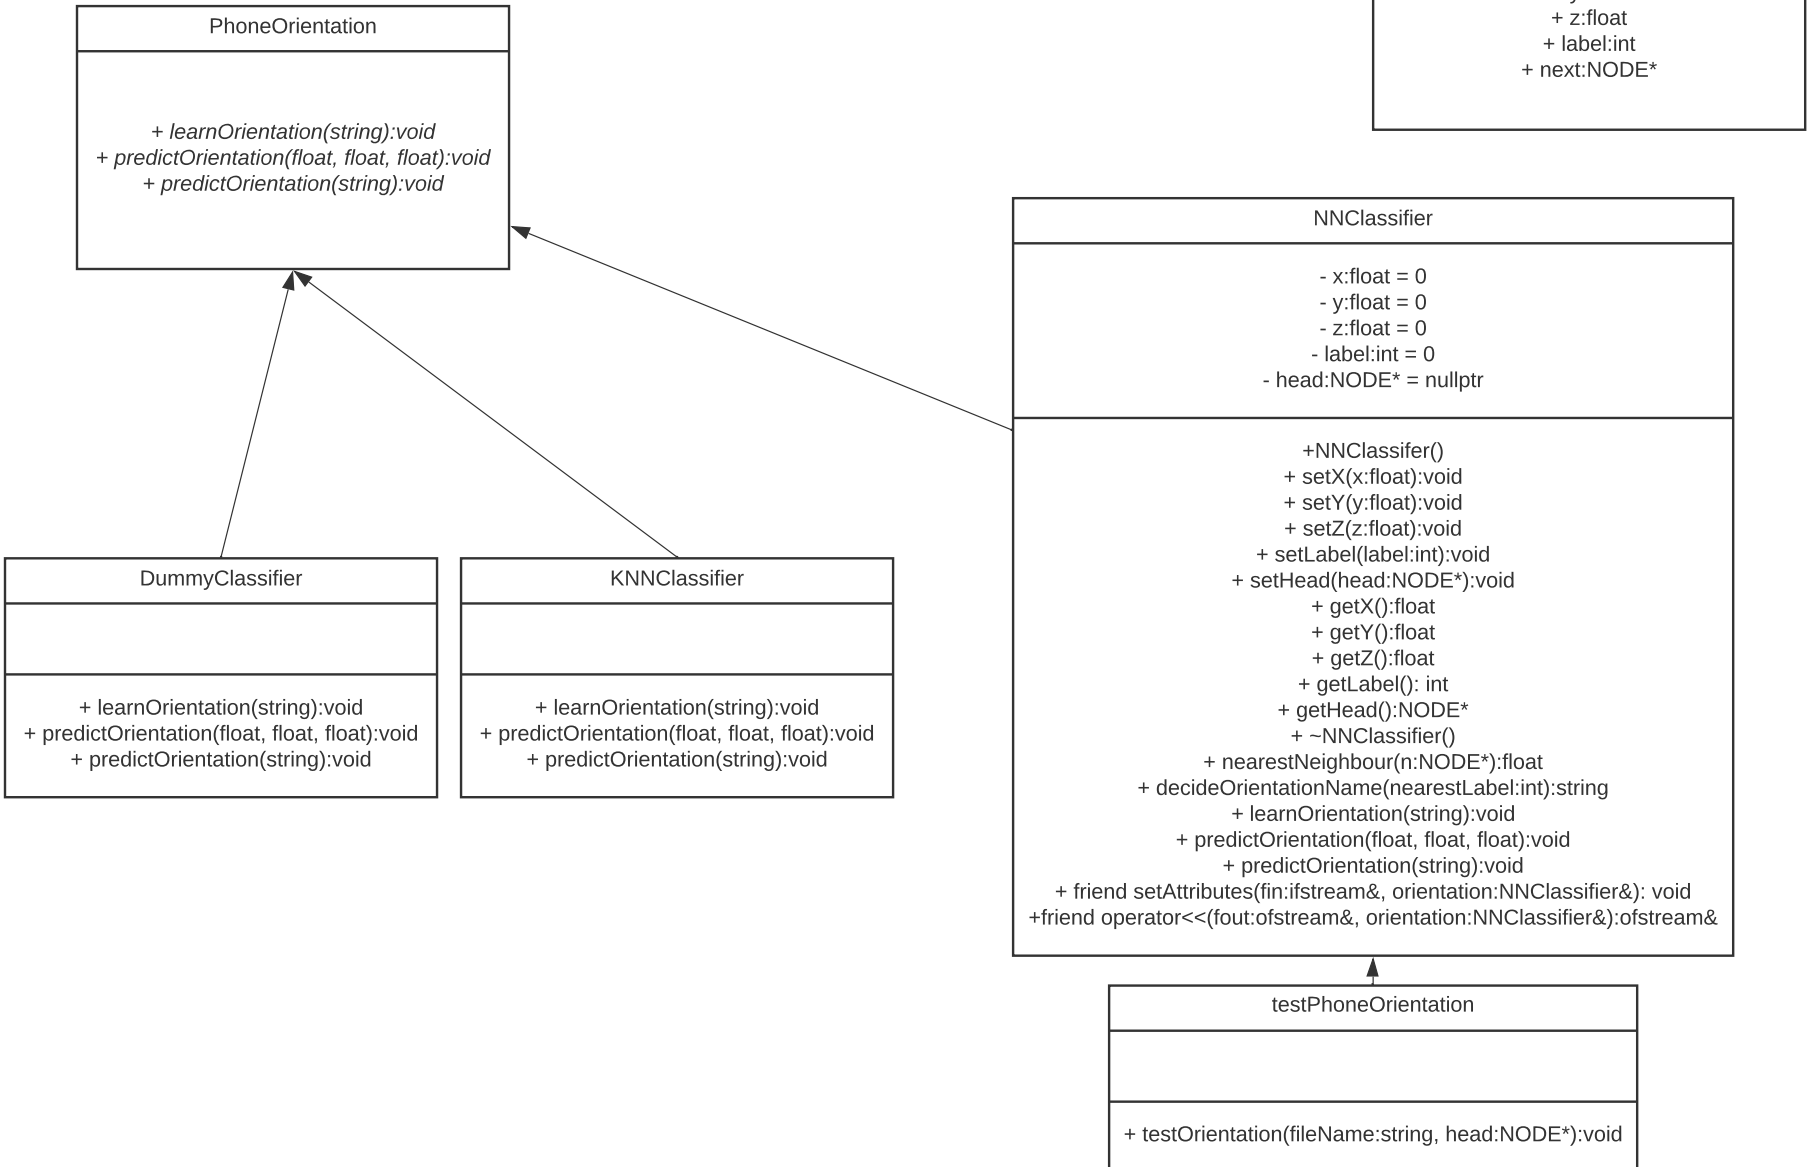 PhoneOrientation
+ learnOrientation(string):void
+ predictOrientation(float, float, float):void
+ predictOrientation(string):void
+ z:float
+ label:int
+ next:NODE*
NNClassifier
- x:float = 0
- y:float = 0
- z:float = 0
- label:int = 0
- head:NODE* = nullptr
+NNClassifer()
+ setX(x:float):void
+ setY(y:float):void
+ setZ(z:float):void
+ setLabel(label:int):void
+ setHead(head:NODE*):void
+ getX():float
+ getY():float
+ getZ():float
+ getLabel(): int
+ getHead():NODE*
+ ~NNClassifier()
+ nearestNeighbour(n:NODE*):float
+ decideOrientationName(nearestLabel:int):string
+ learnOrientation(string):void
+ predictOrientation(float, float, float):void
+ predictOrientation(string):void
+ friend setAttributes(fin:ifstream&, orientation:NNClassifier&): void
+friend operator<<(fout:ofstream&, orientation:NNClassifier&):ofstream&
DummyClassifier
+ learnOrientation(string):void
+ predictOrientation(float, float, float):void
+ predictOrientation(string):void
KNNClassifier
+ learnOrientation(string):void
+ predictOrientation(float, float, float):void
+ predictOrientation(string):void
testPhoneOrientation
+ testOrientation(fileName:string, head:NODE*):void